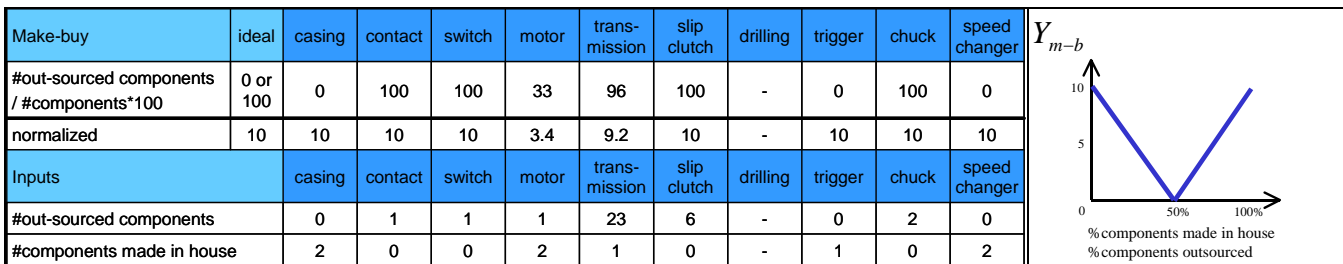 Make-buy ideal casing contact switch motor trans-mission slip clutch drilling trigger chuck speed changer
#out-sourced components / #components*100 0 or 100 0 100 100 33 96 100 - 0 100 0
normalized 10 10 10 10 3.4 9.2 10 - 10 10 10
Inputs casing contact switch motor trans-mission slip clutch drilling trigger chuck speed changer
#out-sourced components 0 1 1 1 23 6 - 0 2 0
#components made in house 2 0 0 2 1 0 - 1 0 2
Y m-b
10
5
0 50% 100%
%components made in house
%components outsourced